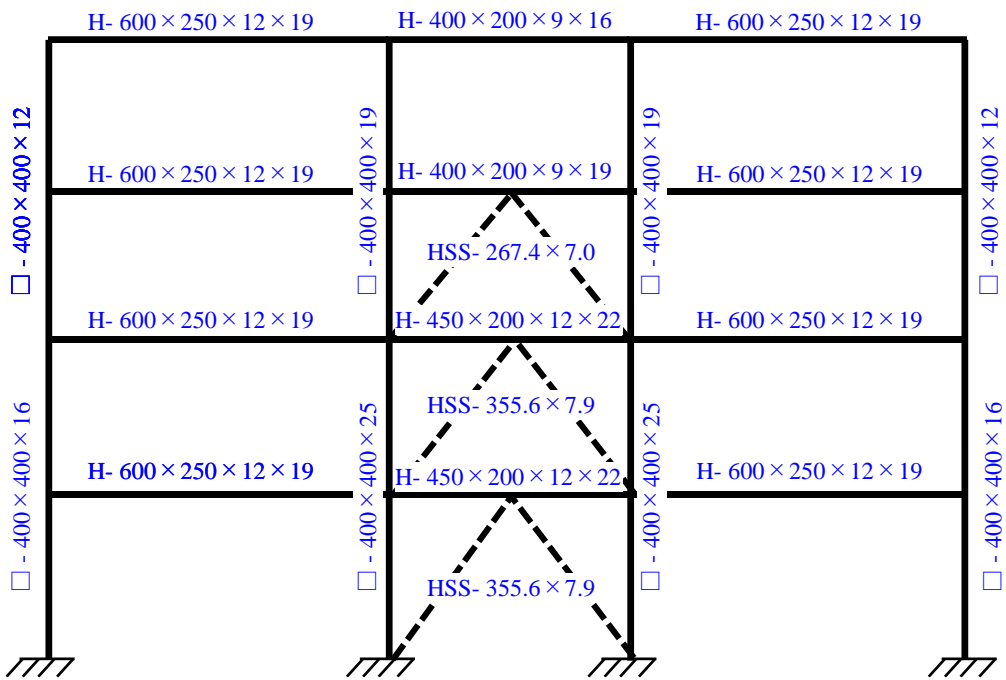 H- 600×250×12×19
H- 400×200×9×16
H- 600×250×12×19
□- 400×400×12
□- 400×400×19
□- 400×400×19
□- 400×400×12
H- 600×250×12×19
H- 400×200×9×19
H- 600×250×12×19
HSS- 267.4×7.0
H- 600×250×12×19
H- 450×200×12×22
H- 600×250×12×19
□- 400×400×16
□- 400×400×25
□- 400×400×25
□- 400×400×16
HSS- 355.6×7.9
H- 600×250×12×19
H- 450×200×12×22
H- 600×250×12×19
HSS- 355.6×7.9